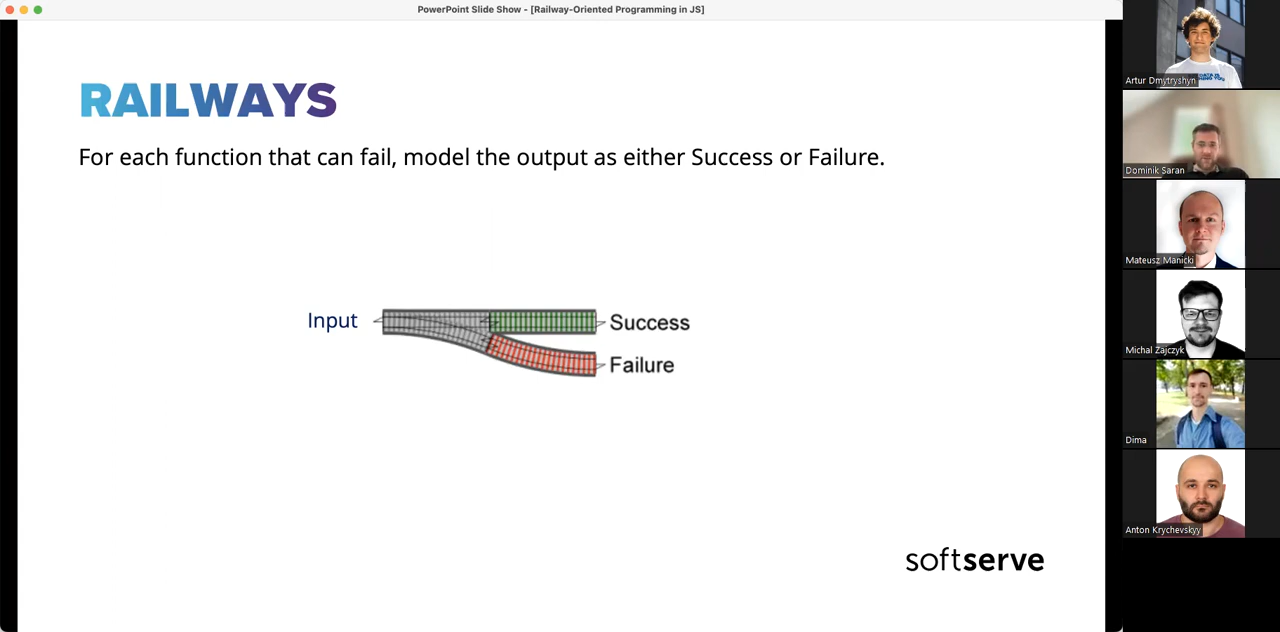 PowerPoint Slide Show - [Railway-Oriented Programming in JS]
RAILWAYS
For each function that can fail, model the output as either Success or Failure.
Input
Success
Failure
softserve
Artur Dmytryshyn
Dominik Saran
Mateusz Manicki
Michal Zajczyk
Dima
Anton Krychevskyy